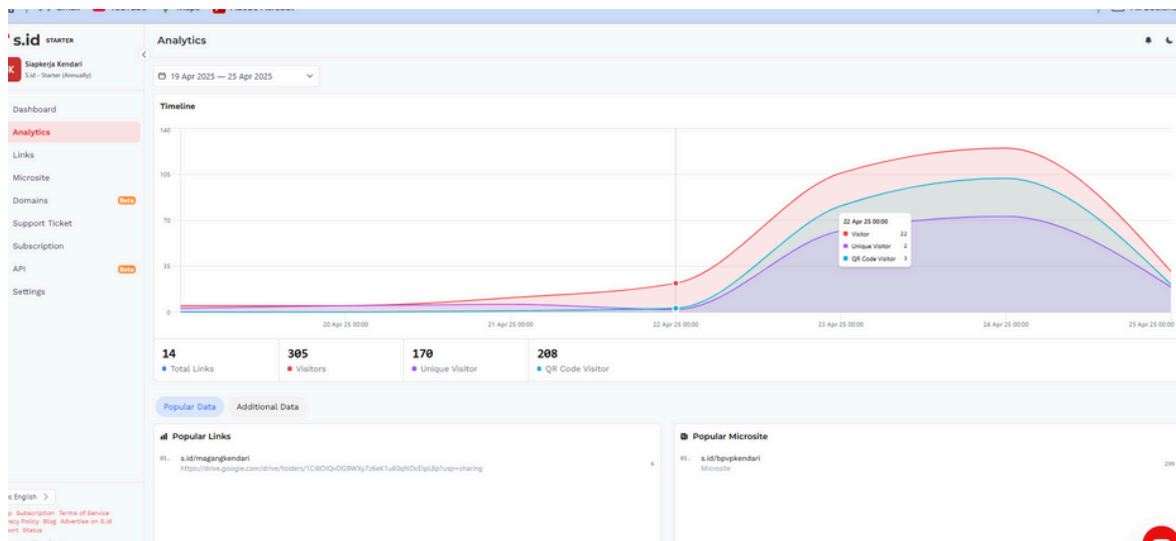 s.id STARTER
Siapkerja Kendari
S.id - Starter (Annually)
Dashboard
Analytics
Links
Microsite
Domains Beta
Support Ticket
Subscription
API Beta
Settings
English
Subscription Terms of Service
Policy Blog Advertise on S.id
Status
Analytics
19 Apr 2025 — 25 Apr 2025
Timeline
140
105
70
35
0
20 Apr 25 00:00 21 Apr 25 00:00 22 Apr 25 00:00 23 Apr 25 00:00 24 Apr 25 00:00 25 Apr 25 00:00
22 Apr 25 00:00
Visitor 22
Unique Visitor 2
QR Code Visitor 3
14 305 170 208
Total Links Visitors Unique Visitor QR Code Visitor
Popular Data Additional Data
Popular Links
01. s.id/magangkendari
6
Popular Microsite
01. s.id/bpvpkendari
Microsite
200